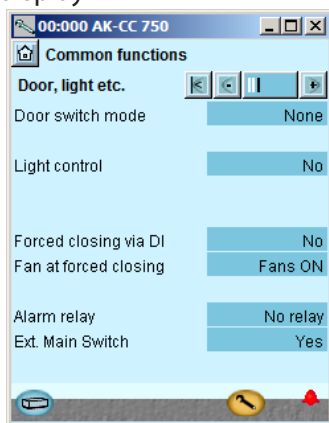 00:000 AK-CC 750
Common functions
Door, light etc.
Door switch mode None
Light control No
Forced closing via DI No
Fan at forced closing Fans ON
Alarm relay No relay
Ext. Main Switch Yes